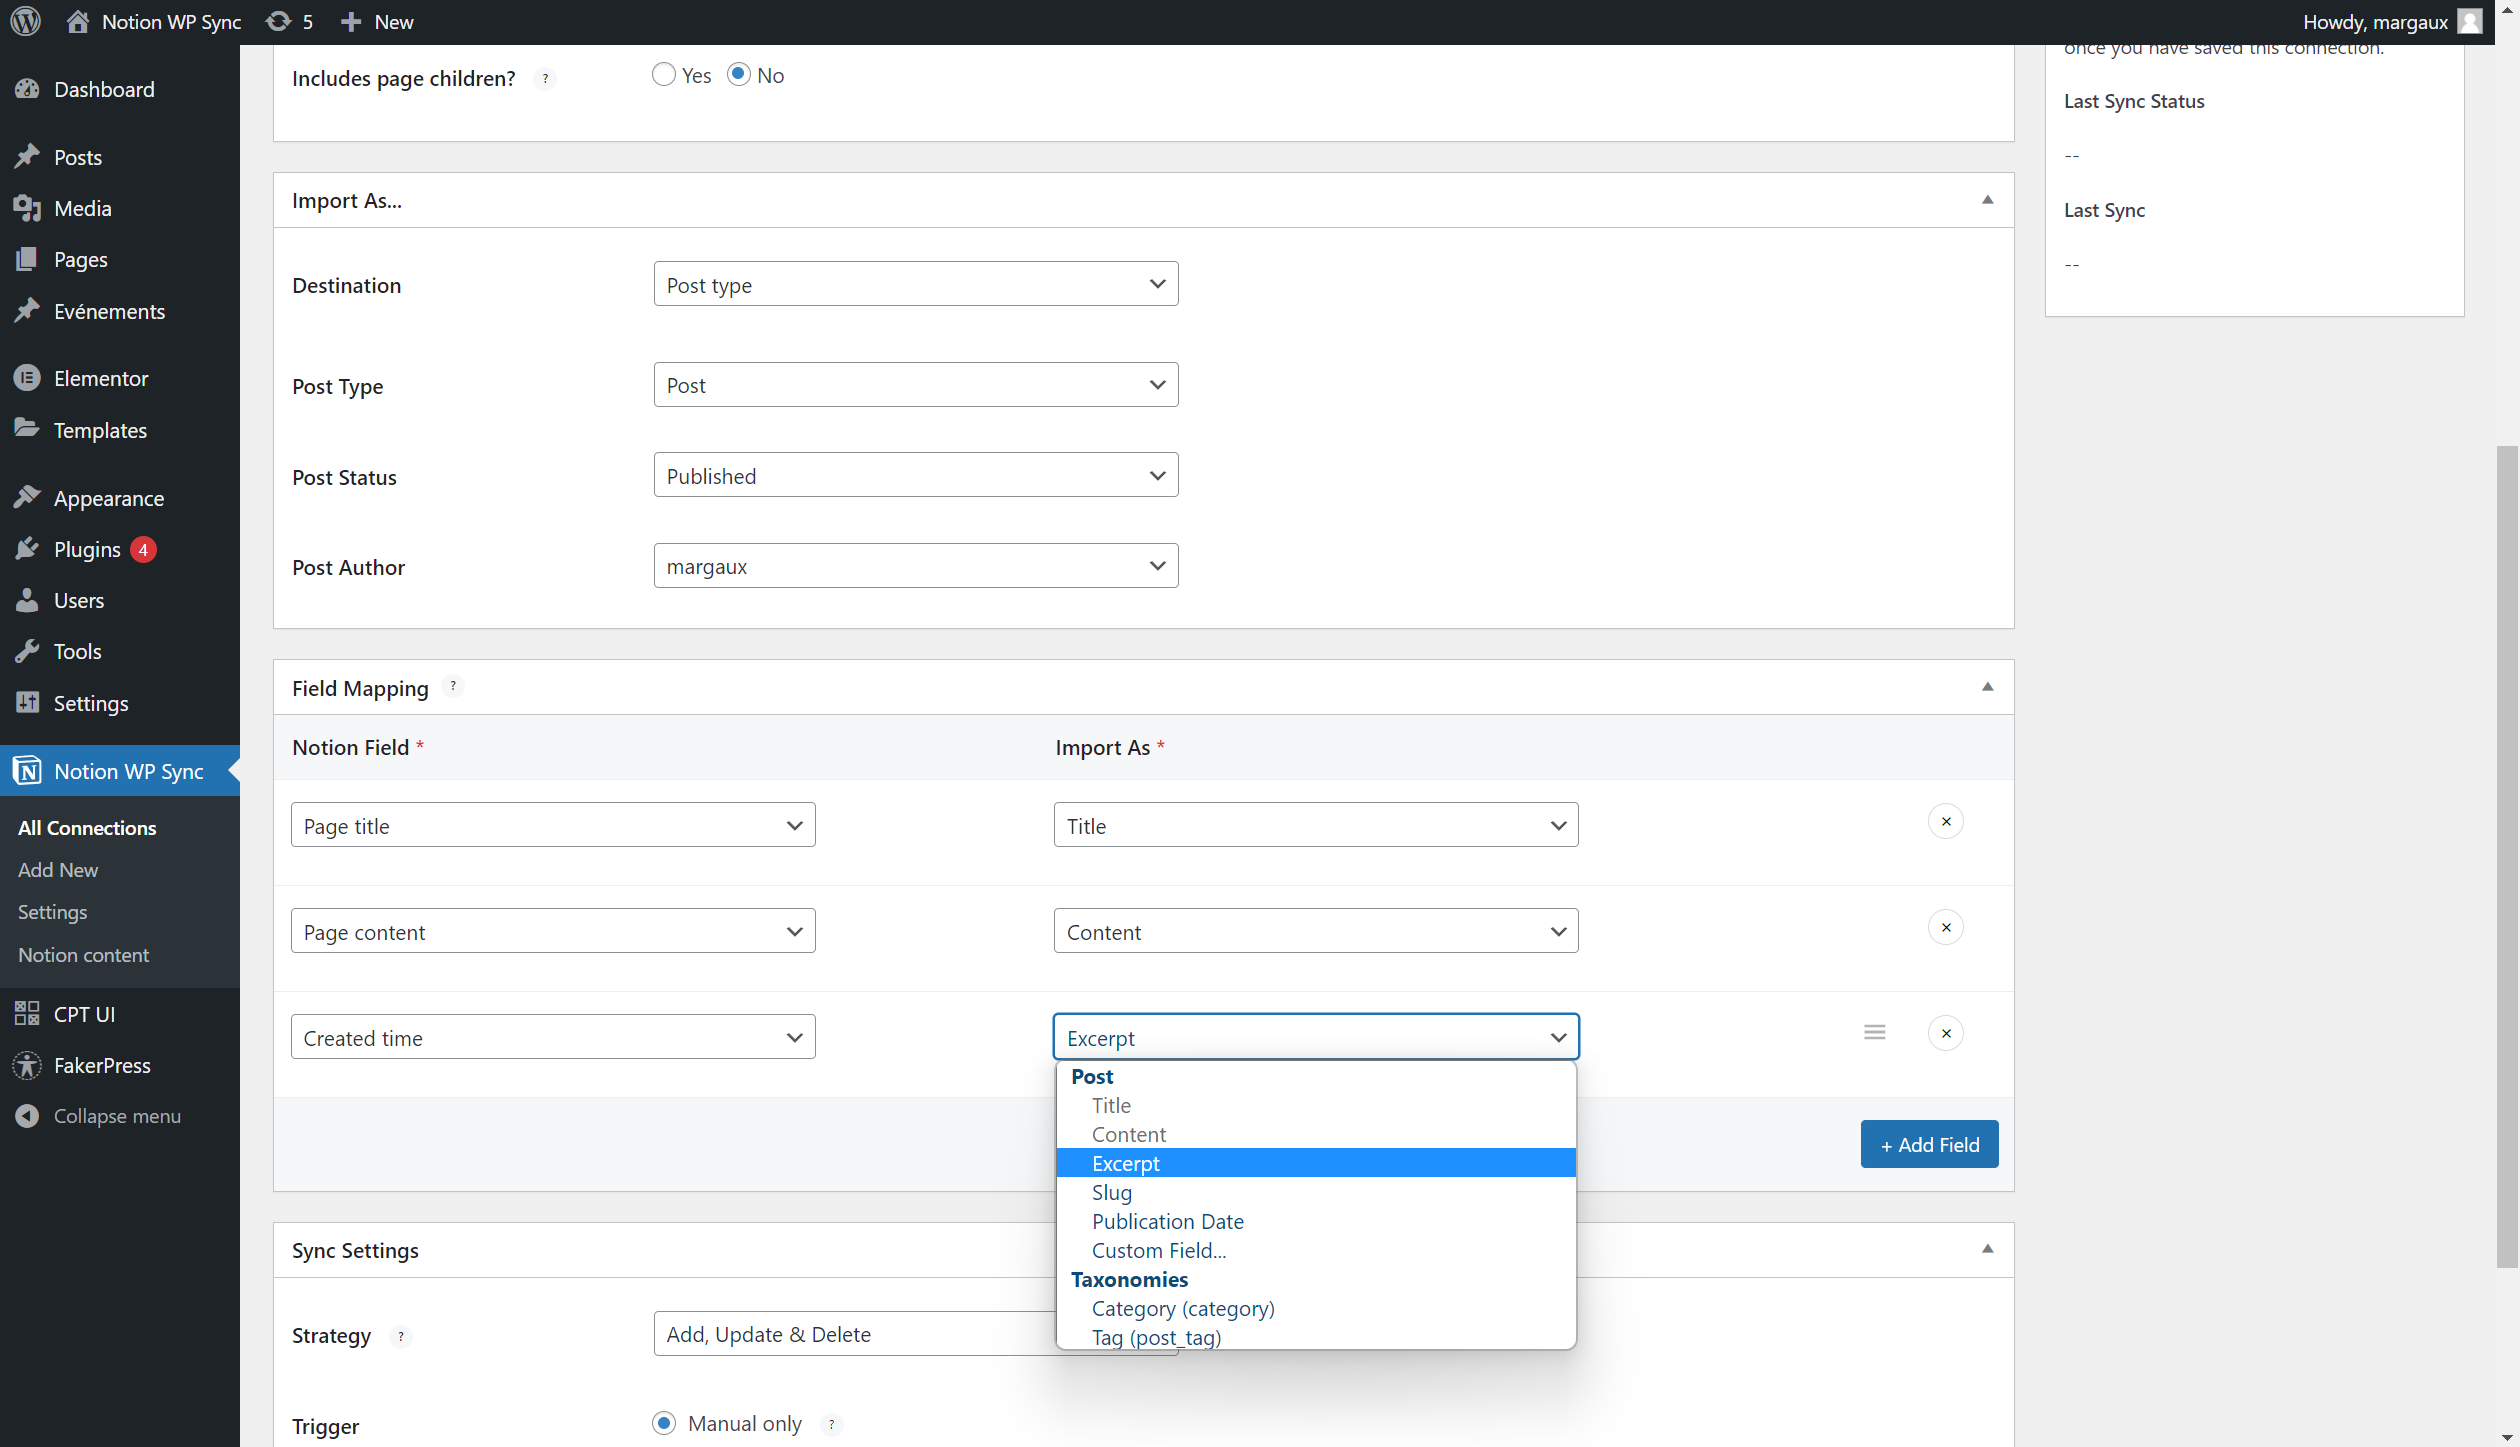 Notion WP Sync
5
New
Howdy, margaux
Dashboard
Posts
Media
Pages
Evénements
Elementor
Templates
Appearance
Plugins 4
Users
Tools
Settings
Notion WP Sync
All Connections
Add New
Settings
Notion content
CPT UI
FakerPress
Collapse menu
Includes page children? ?
Yes No
Import As...
Destination
Post type
Post Type
Post
Post Status
Published
Post Author
margaux
Field Mapping ?
Notion Field *
Import As *
Page title
Title
Page content
Content
Created time
Excerpt
Post
Title
Content
Excerpt
Slug
Publication Date
Custom Field...
Taxonomies
Category (category)
Tag (post_tag)
+ Add Field
Sync Settings
Strategy ?
Add, Update & Delete
Trigger
Manual only ?
once you have saved this connection.
Last Sync Status
--
Last Sync
--